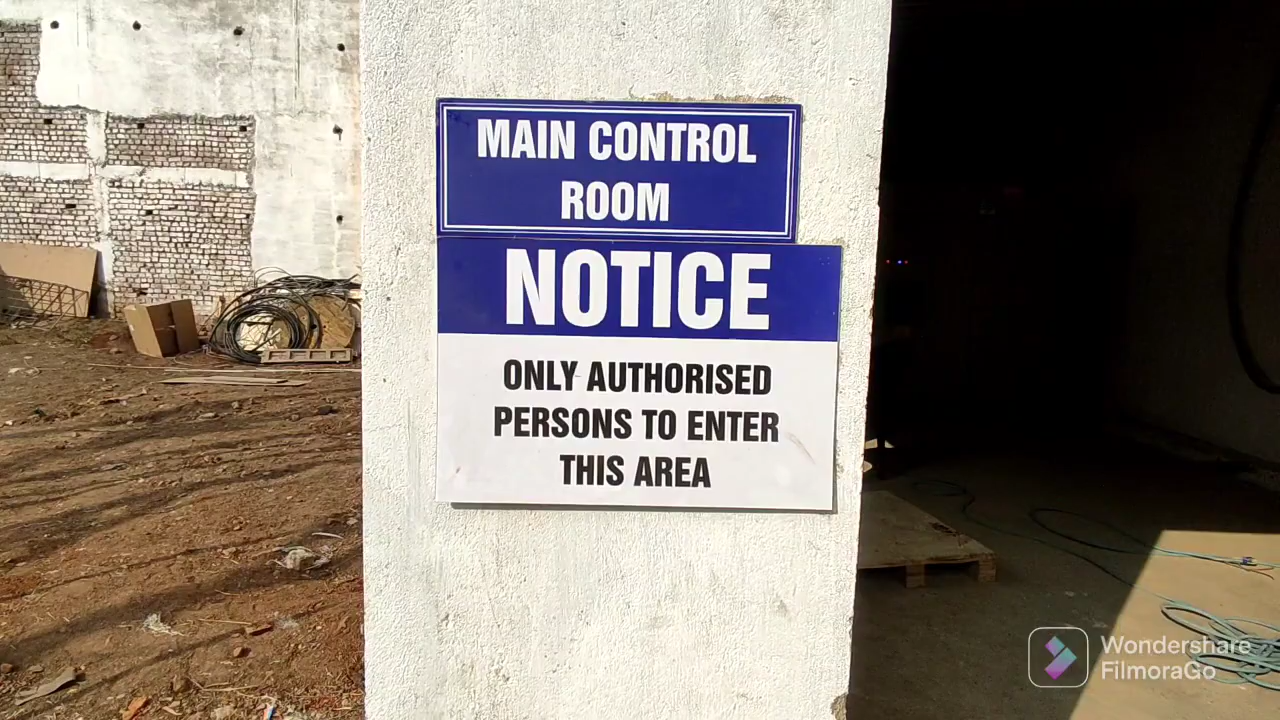 MAIN CONTROL
ROOM
NOTICE
ONLY AUTHORISED
PERSONS TO ENTER
THIS AREA
Wondershare
FilmoraGo